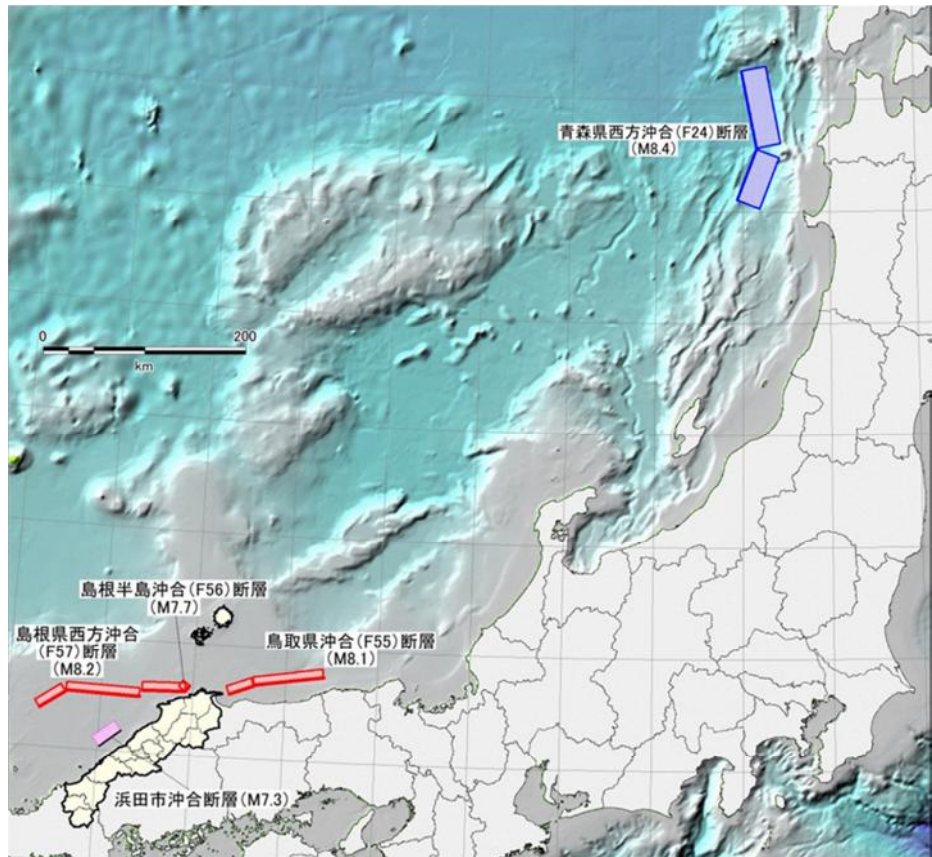 青森県西方沖合(F24)断層
(M8.4)
0
200
km
島根半島沖合(F56)断層
(M7.7)
島根県西方沖合
(F57)断層
(M8.2)
鳥取県沖合(F55)断層
(M8.1)
浜田市沖合断層(M7.3)